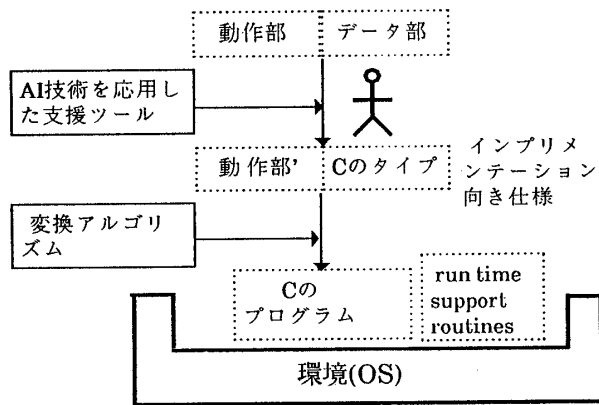 動作部 データ部
AI技術を応用し
た支援ツール
動作部' Cのタイプ
インプリメ
ンテーション
向き仕様
変換アルゴリ
ズム
Cの
プログラム
run time
support
routines
環境(OS)